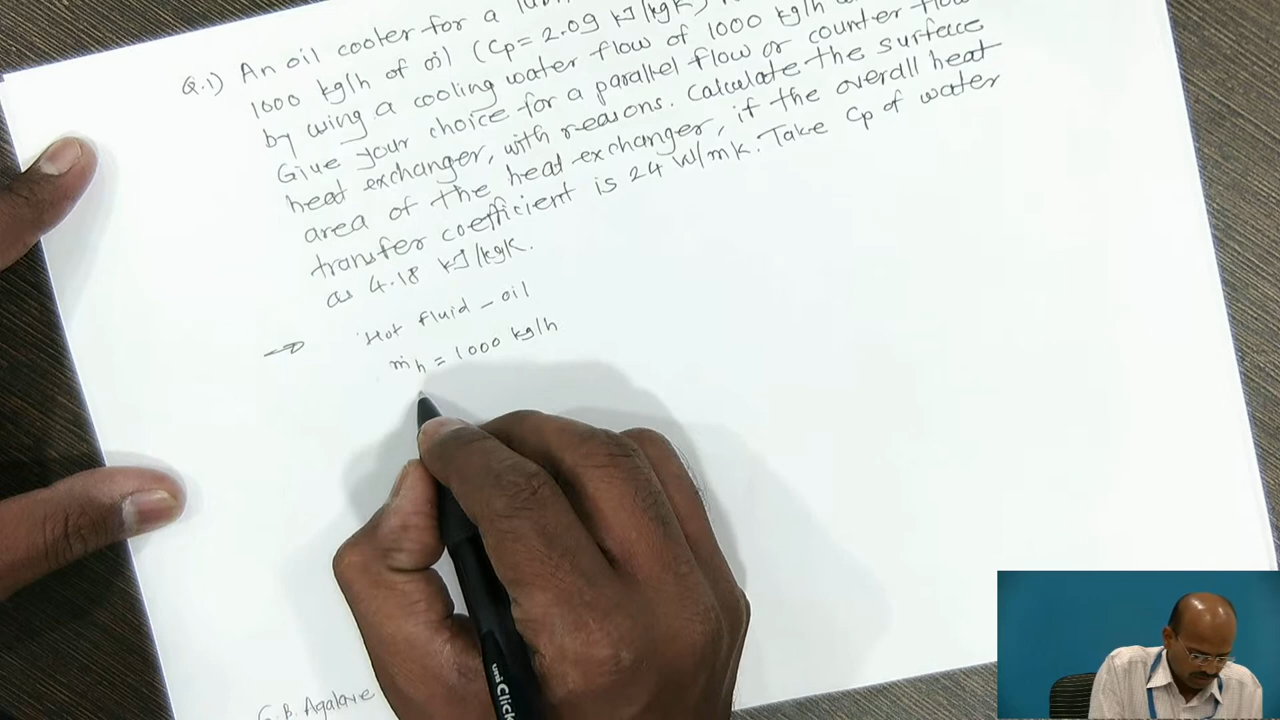 Q.1) An oil cooler for a
1000 kg/h of oil (Cp = 2.09 kJ/kgK)
by using a cooling water flow of 1000 kg/h
Give your choice for a parallel flow or counter flow
heat exchanger, with reasons. Calculate the surface
area of the heat exchanger, if the overall heat
transfer coefficient is 24 W/mK. Take Cp of water
as 4.18 kJ/kgK.
→ Hot fluid - oil
ṁh = 1000 kg/h
G. B. Agalave
uni Click